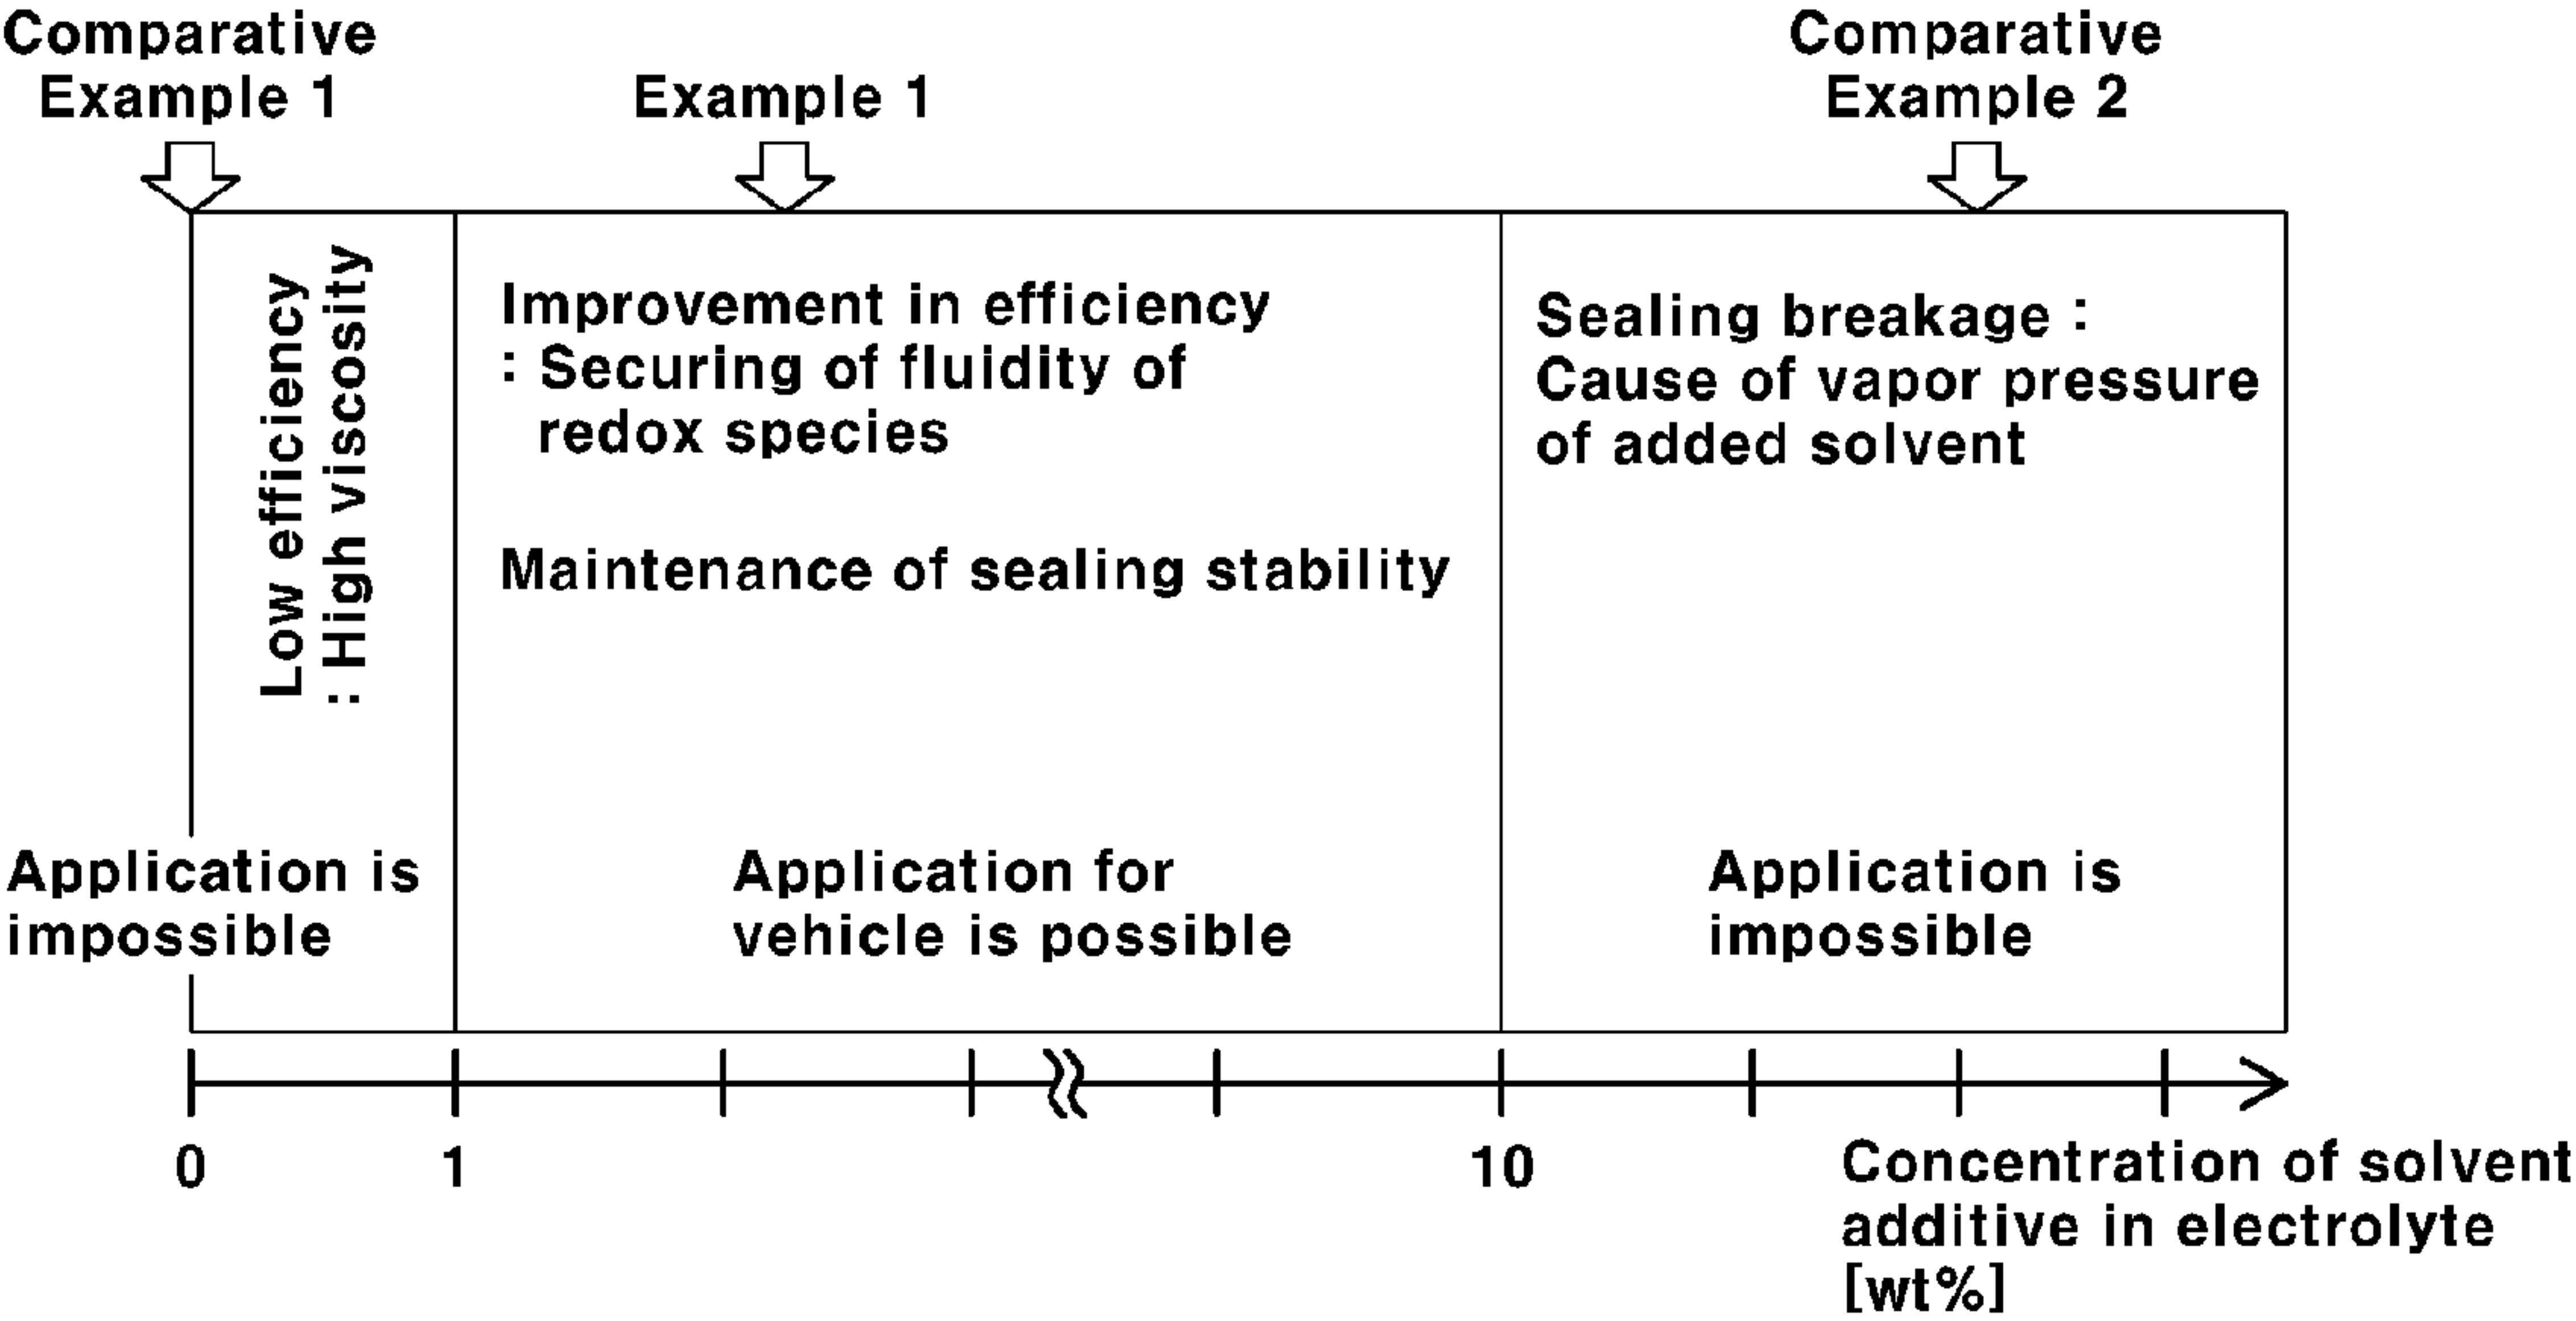 Comparative
Example 1
Example 1
Comparative
Example 2
Low efficiency
: High viscosity
Improvement in efficiency
: Securing of fluidity of
redox species
Maintenance of sealing stability
Sealing breakage :
Cause of vapor pressure
of added solvent
Application is
impossible
Application for
vehicle is possible
Application is
impossible
0
1
10
Concentration of solvent
additive in electrolyte
[wt%]